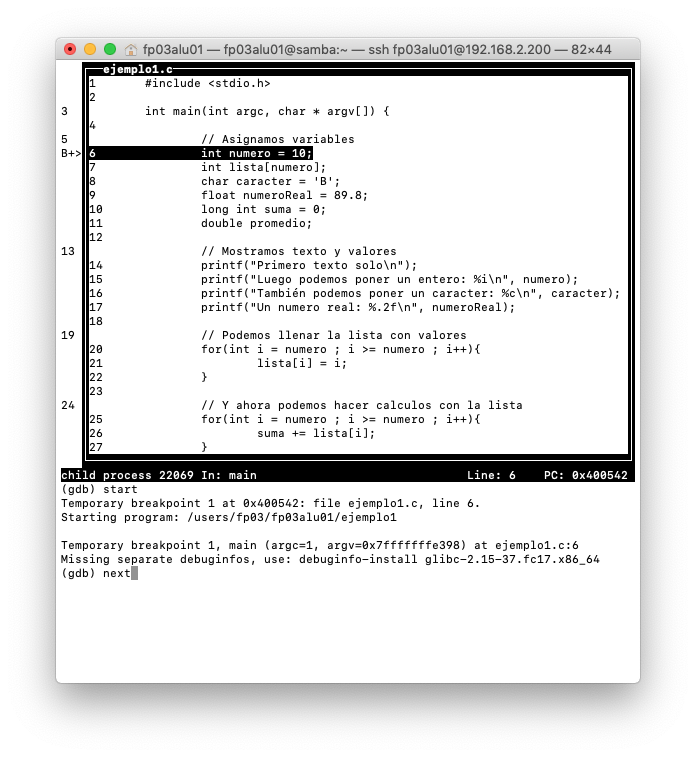 fp03alu01 — fp03alu01@samba:~ — ssh fp03alu01@192.168.2.200 — 82×44
ejemplo1.c
1 #include <stdio.h>
2
3 int main(int argc, char * argv[]) {
4
5 // Asignamos variables
B+> 6 int numero = 10;
7 int lista[numero];
8 char caracter = 'B';
9 float numeroReal = 89.8;
10 long int suma = 0;
11 double promedio;
12
13 // Mostramos texto y valores
14 printf("Primero texto solo\n");
15 printf("Luego podemos poner un entero: %i\n", numero);
16 printf("También podemos poner un caracter: %c\n", caracter);
17 printf("Un numero real: %.2f\n", numeroReal);
18
19 // Podemos llenar la lista con valores
20 for(int i = numero ; i >= numero ; i++){
21 lista[i] = i;
22 }
23
24 // Y ahora podemos hacer calculos con la lista
25 for(int i = numero ; i >= numero ; i++){
26 suma += lista[i];
27 }
child process 22069 In: main Line: 6 PC: 0x400542
(gdb) start
Temporary breakpoint 1 at 0x400542: file ejemplo1.c, line 6.
Starting program: /users/fp03/fp03alu01/ejemplo1
Temporary breakpoint 1, main (argc=1, argv=0x7fffffffe398) at ejemplo1.c:6
Missing separate debuginfos, use: debuginfo-install glibc-2.15-37.fc17.x86_64
(gdb) next